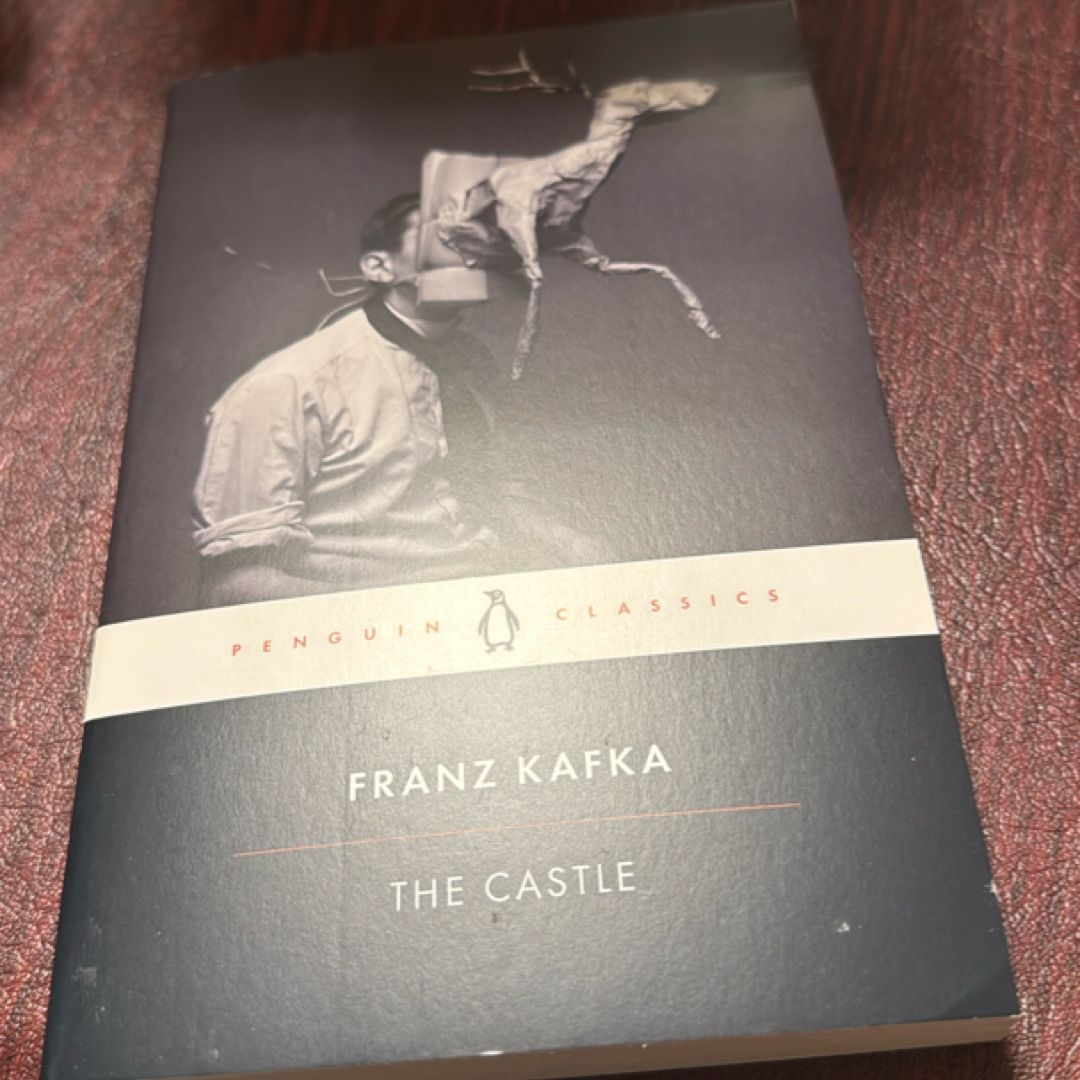 PENGUIN CLASSICS
FRANZ KAFKA
THE CASTLE